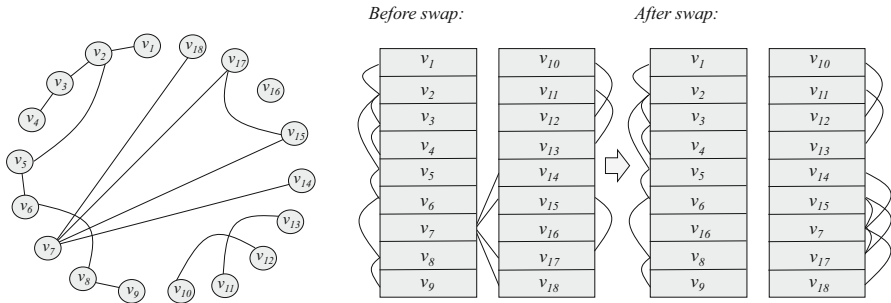 Before swap:
After swap:
v1
v18
v2
v17
v3
v16
v4
v15
v5
v14
v6
v13
v7
v12
v8
v11
v9
v10
v1 v10 v1 v10
v2 v11 v2 v11
v3 v12 v3 v12
v4 v13 v4 v13
v5 v14 v5 v14
v6 v15 v6 v15
v7 v16 v16 v7
v8 v17 v8 v17
v9 v18 v9 v18